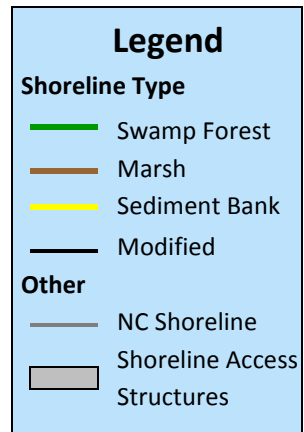 Legend
Shoreline Type
Swamp Forest
Marsh
Sediment Bank
Modified
Other
NC Shoreline
Shoreline Access
Structures